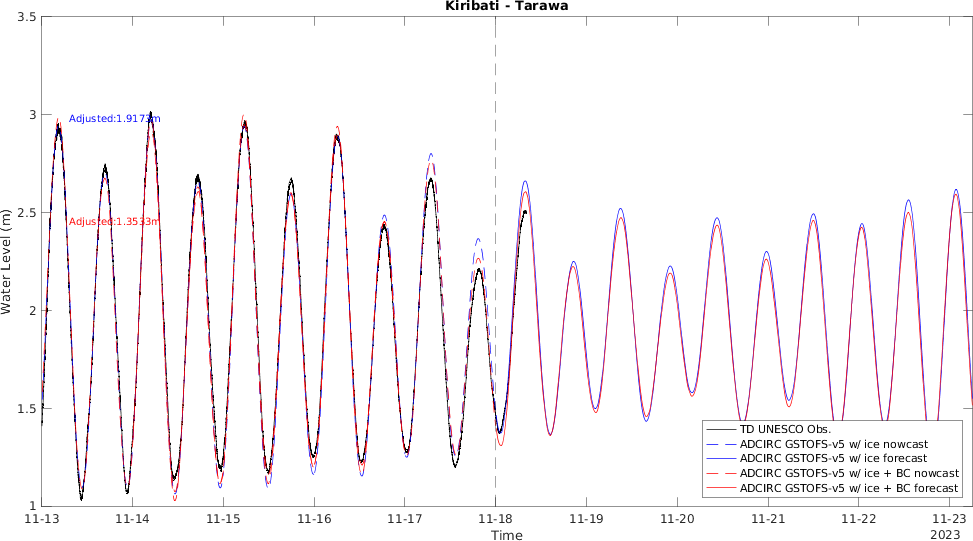 Kiribati - Tarawa
3.5
3
2.5
2
1.5
1
Water Level (m)
Adjusted:1.9173m
Adjusted:1.3533m
TD UNESCO Obs.
ADCIRC GSTOFS-v5 w/ ice nowcast
ADCIRC GSTOFS-v5 w/ ice forecast
ADCIRC GSTOFS-v5 w/ ice + BC nowcast
ADCIRC GSTOFS-v5 w/ ice + BC forecast
11-13 11-14 11-15 11-16 11-17 11-18 11-19 11-20 11-21 11-22 11-23
2023
Time